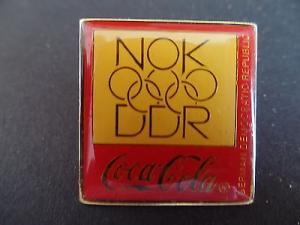 NOK
DDR
Coca-Cola ®
GERMAN DEMOCRATIC REPUBLIC